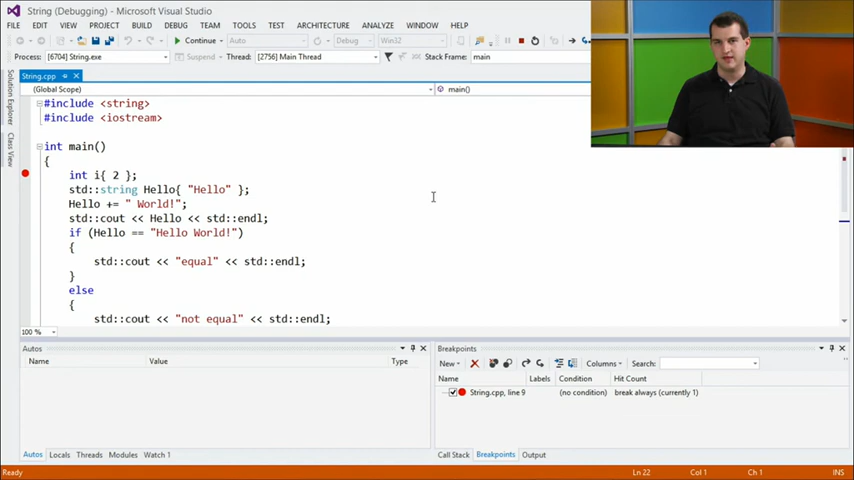 String (Debugging) - Microsoft Visual Studio
FILE EDIT VIEW PROJECT BUILD DEBUG TEAM TOOLS TEST ARCHITECTURE ANALYZE WINDOW HELP
Continue Auto Debug Win32
Process: [6704] String.exe Suspend Thread: [2756] Main Thread Stack Frame: main
String.cpp
(Global Scope) main()
Solution Explorer
Class View
#include <string>
#include <iostream>
int main()
{
int i{ 2 };
std::string Hello{ "Hello" };
Hello += " World!";
std::cout << Hello << std::endl;
if (Hello == "Hello World!")
{
std::cout << "equal" << std::endl;
}
else
{
std::cout << "not equal" << std::endl;
100 %
Autos
Name Value Type
Autos Locals Threads Modules Watch 1
Breakpoints
New Columns Search:
Name Labels Condition Hit Count
String.cpp, line 9 (no condition) break always (currently 1)
Call Stack Breakpoints Output
Ready Ln 22 Col 1 Ch 1 INS